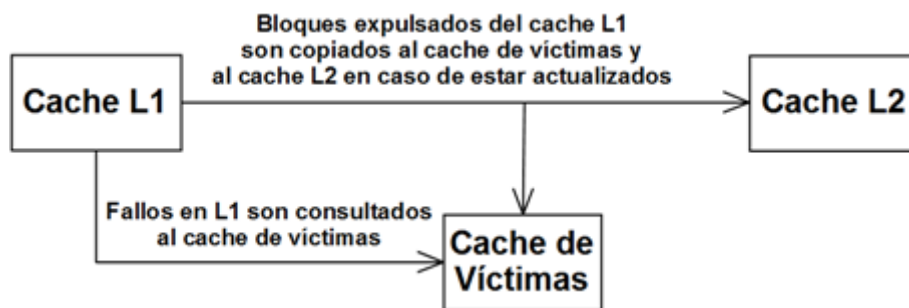 Bloques expulsados del cache L1
son copiados al cache de víctimas y
al cache L2 en caso de estar actualizados
Cache L1
Cache L2
Fallos en L1 son consultados
al cache de victimas
Cache de
Víctimas